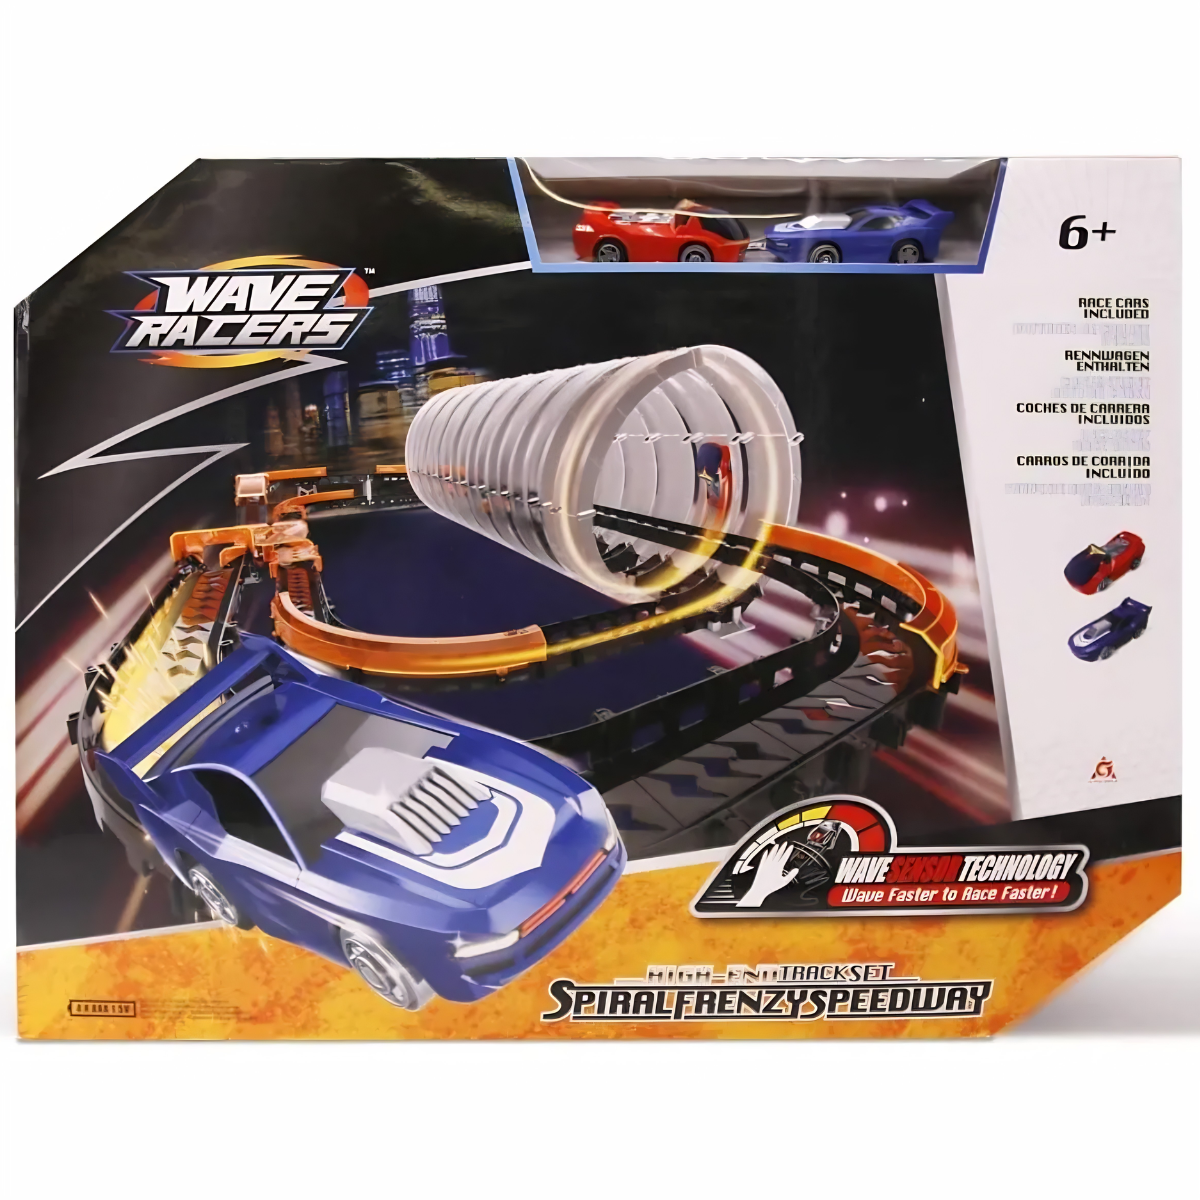 WAVE
RACERS
TM
6+
RACE CARS
INCLUDED
RENNWAGEN
ENTHALTEN
COCHES DE CARRERA
INCLUIDOS
CARROS DE CORRIDA
INCLUIDO
WAVE SENSOR TECHNOLOGY
Wave Faster to Race Faster!
HIGH-END TRACK SET
SPIRAL FRENZY SPEEDWAY